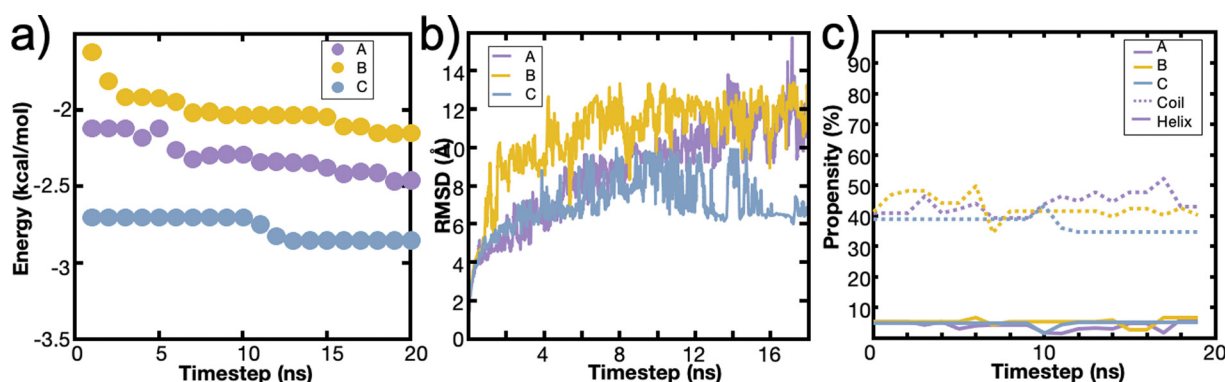 a)
Energy (kcal/mol)
-2
-2.5
-3
-3.5
0
5
10
15
20
Timestep (ns)
A
B
C
b)
RMSD (Å)
14
12
10
8
6
4
2
0
4
8
12
16
Timestep (ns)
A
B
C
c)
Propensity (%)
90
80
70
60
50
40
30
20
10
0
10
20
Timestep (ns)
A
B
C
Coil
Helix